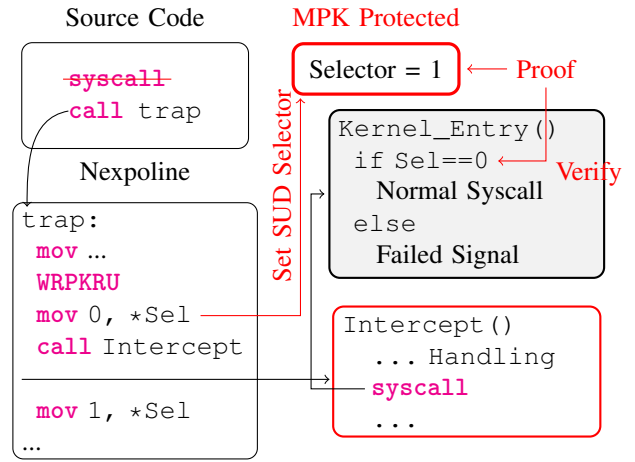 Source Code
syscall
call trap
Nexpoline
trap:
mov ...
WRPKRU
mov 0, *Sel
call Intercept
mov 1, *Sel
...
Set SUD Selector
MPK Protected
Selector = 1
Proof
Verify
Kernel_Entry()
if Sel==0
Normal Syscall
else
Failed Signal
Intercept()
... Handling
syscall
...